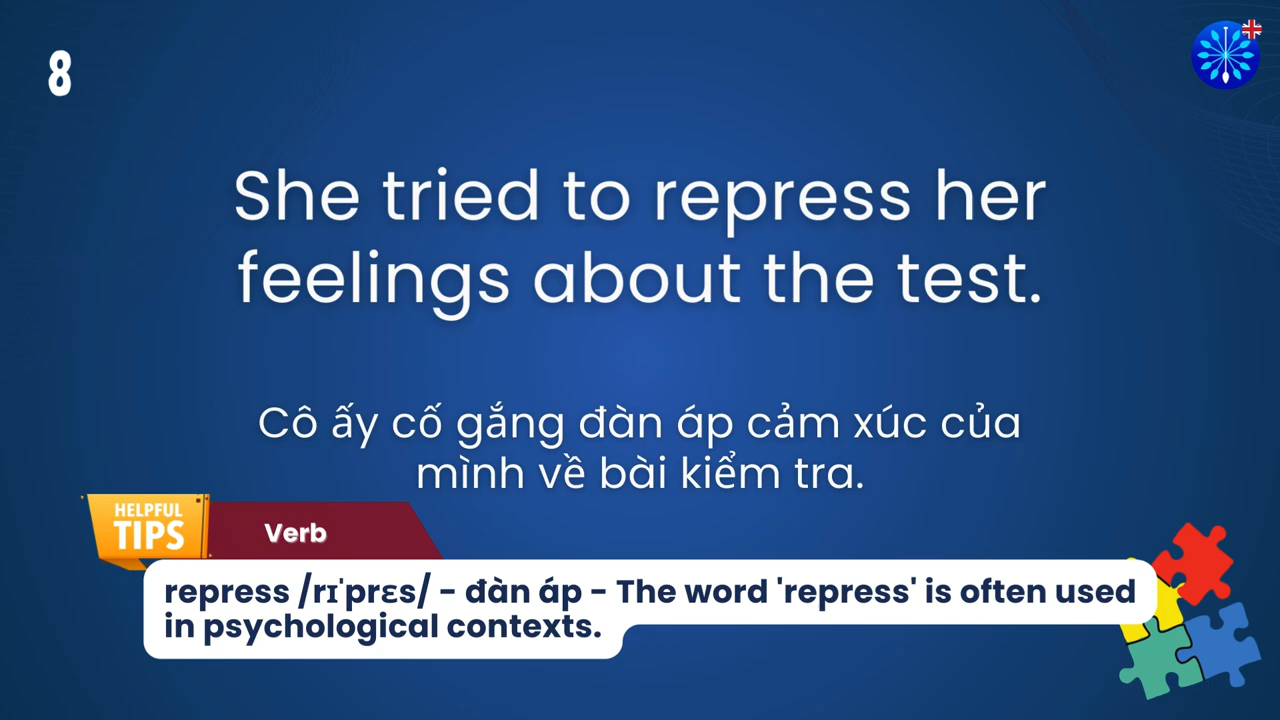 8
She tried to repress her
feelings about the test.
Cô ấy cố gắng đàn áp cảm xúc của
mình về bài kiểm tra.
HELPFUL
TIPS
Verb
repress /rɪˈprɛs/ - đàn áp - The word 'repress' is often used
in psychological contexts.